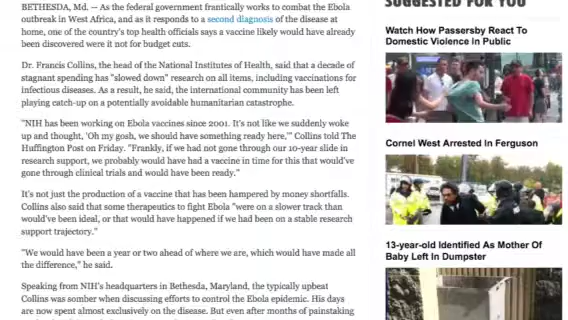 BETHESDA, Md. -- As the federal government frantically works to combat the Ebola
outbreak in West Africa, and as it responds to a second diagnosis of the disease at
home, one of the country's top health officials says a vaccine likely would have already
been discovered were it not for budget cuts.
Dr. Francis Collins, the head of the National Institutes of Health, said that a decade of
stagnant spending has "slowed down" research on all items, including vaccinations for
infectious diseases. As a result, he said, the international community has been left
playing catch-up on a potentially avoidable humanitarian catastrophe.
"NIH has been working on Ebola vaccines since 2001. It's not like we suddenly woke
up and thought, 'Oh my gosh, we should have something ready here,'" Collins told The
Huffington Post on Friday. "Frankly, if we had not gone through our 10-year slide in
research support, we probably would have had a vaccine in time for this that would've
gone through clinical trials and would have been ready."
It's not just the production of a vaccine that has been hampered by money shortfalls.
Collins also said that some therapeutics to fight Ebola "were on a slower track than
would've been ideal, or that would have happened if we had been on a stable research
support trajectory."
"We would have been a year or two ahead of where we are, which would have made all
the difference," he said.
Speaking from NIH's headquarters in Bethesda, Maryland, the typically upbeat
Collins was somber when discussing efforts to control the Ebola epidemic. His days
are now spent almost exclusively on the disease. But even after months of painstaking
SUGGESTED FOR YOU
Watch How Passersby React To
Domestic Violence In Public
Cornel West Arrested In Ferguson
13-year-old Identified As Mother Of
Baby Left In Dumpster